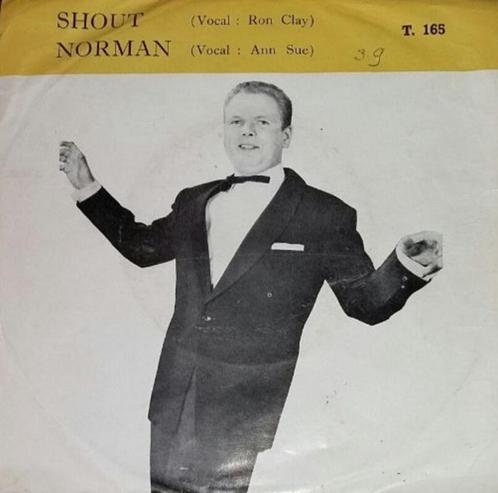 SHOUT (Vocal : Ron Clay) T. 165
NORMAN (Vocal : Ann Sue)
39